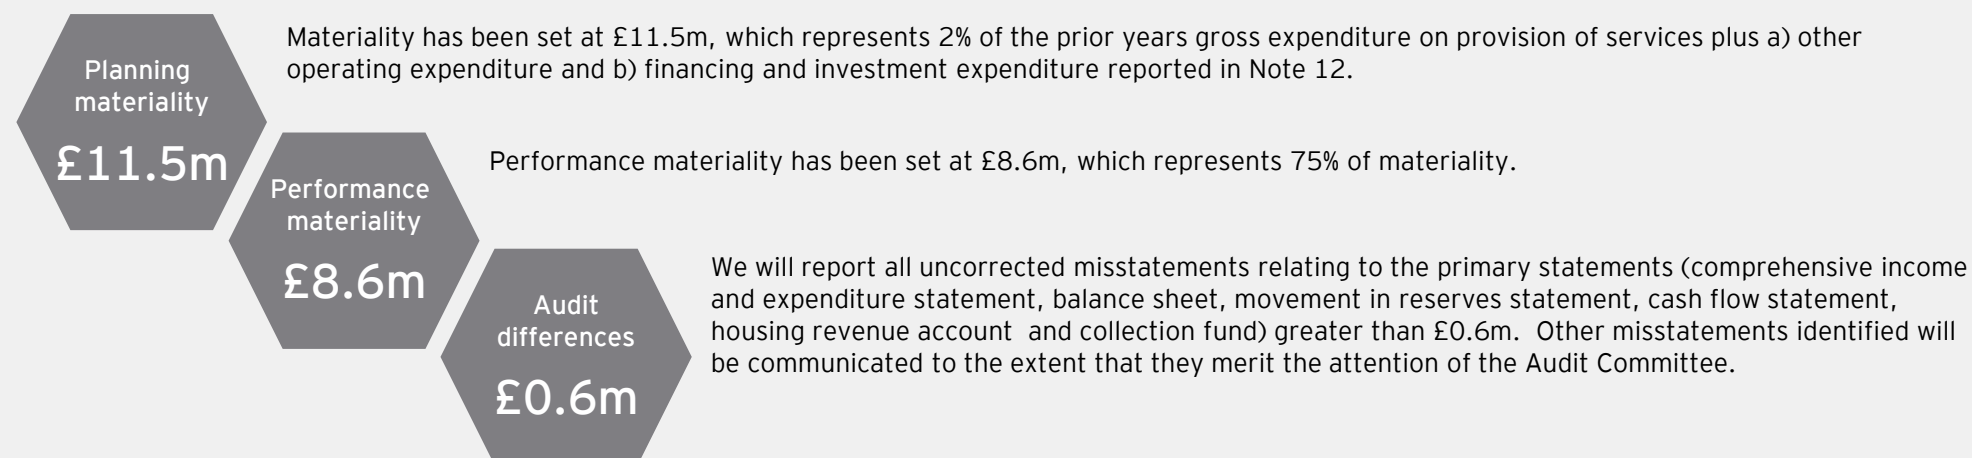 Planning
materiality
£11.5m
Materiality has been set at £11.5m, which represents 2% of the prior years gross expenditure on provision of services plus a) other
operating expenditure and b) financing and investment expenditure reported in Note 12.
Performance
materiality
£8.6m
Performance materiality has been set at £8.6m, which represents 75% of materiality.
Audit
differences
£0.6m
We will report all uncorrected misstatements relating to the primary statements (comprehensive income
and expenditure statement, balance sheet, movement in reserves statement, cash flow statement,
housing revenue account  and collection fund) greater than £0.6m.  Other misstatements identified will
be communicated to the extent that they merit the attention of the Audit Committee.